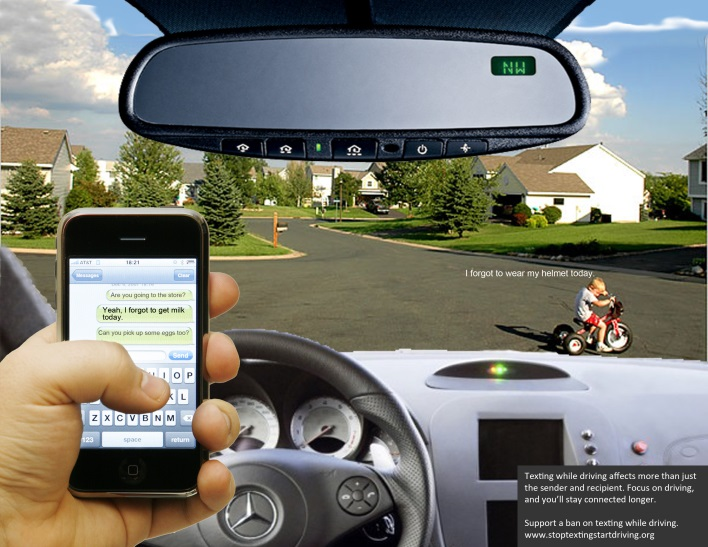 NW
I forgot to wear my helmet today.
AT&T 16:21
Messages Clear
Are you going to the store?
Yeah, I forgot to get milk
today.
Can you pick up some eggs too?
Send
U I O P
K L
Z X C V B N M
123 space return
Texting while driving affects more than just
the sender and recipient. Focus on driving,
and you'll stay connected longer.
Support a ban on texting while driving.
www.stoptextingstartdriving.org